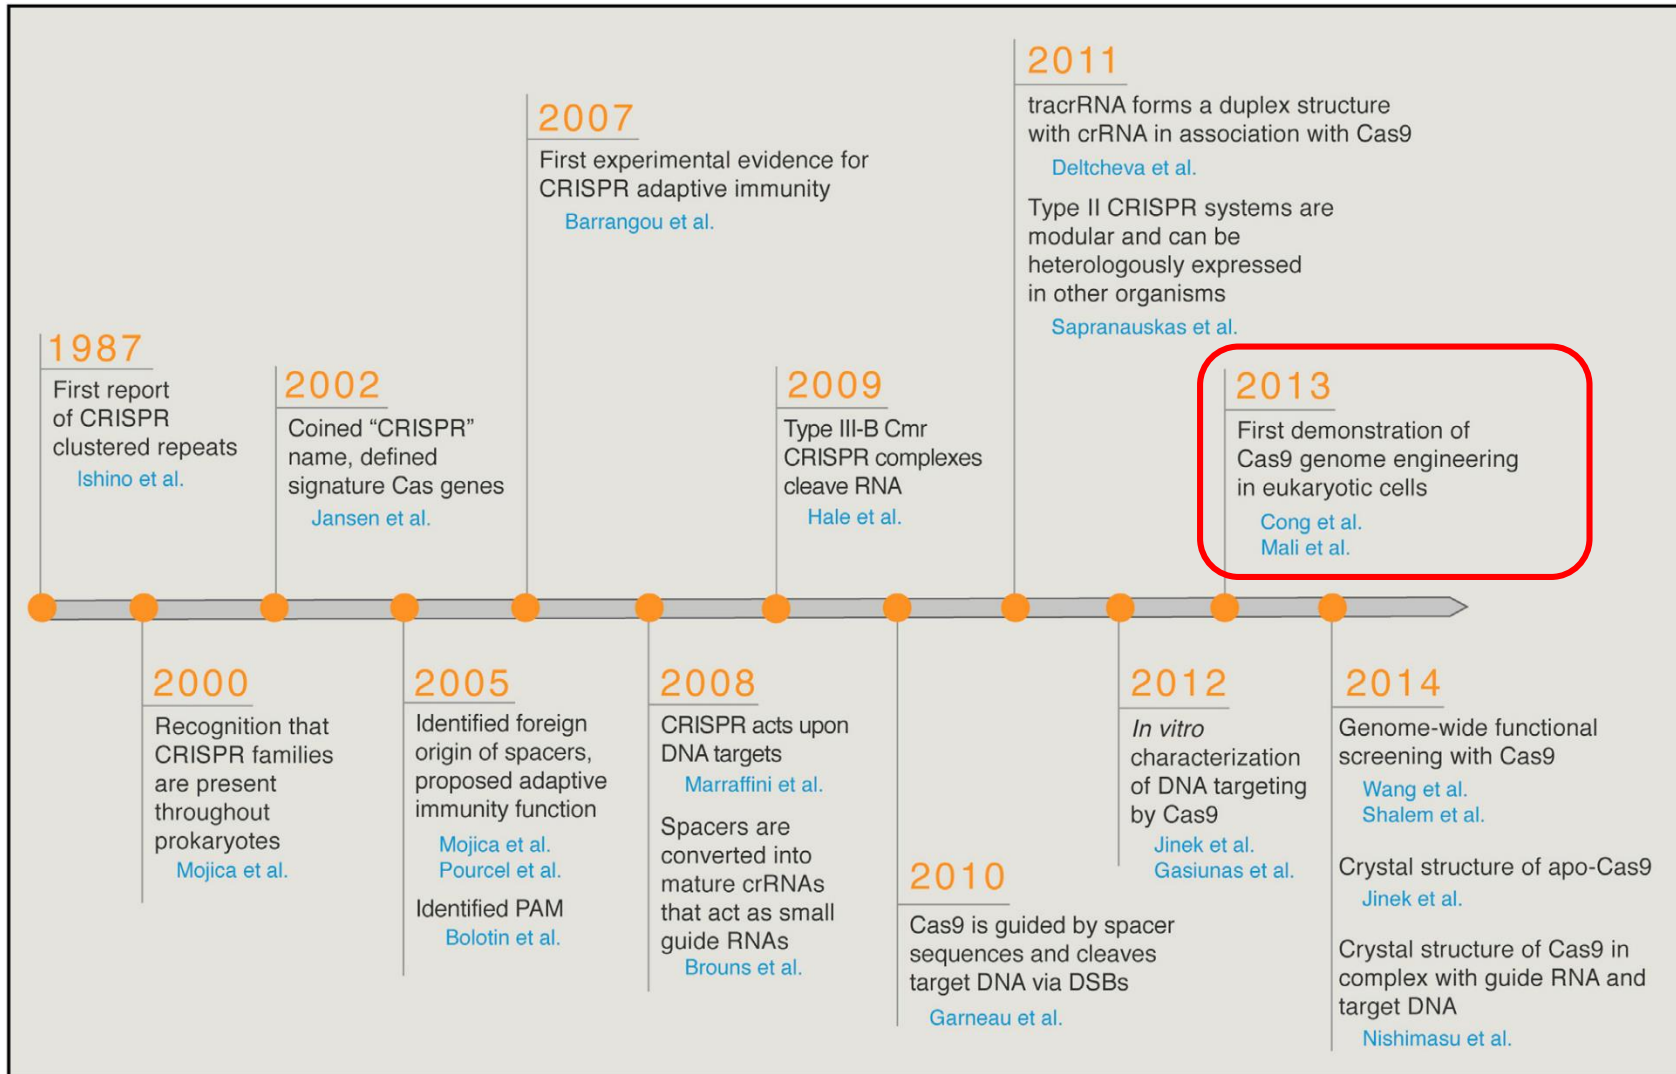 1987
First report
of CRISPR
clustered repeats
Ishino et al.
2000
Recognition that
CRISPR families
are present
throughout
prokaryotes
Mojica et al.
2002
Coined “CRISPR”
name, defined
signature Cas genes
Jansen et al.
2005
Identified foreign
origin of spacers,
proposed adaptive
immunity function
Mojica et al.
Pourcel et al.
Identified PAM
Bolotin et al.
2007
First experimental evidence for
CRISPR adaptive immunity
Barrangou et al.
2008
CRISPR acts upon
DNA targets
Marraffini et al.
Spacers are
converted into
mature crRNAs
that act as small
guide RNAs
Brouns et al.
2009
Type III-B Cmr
CRISPR complexes
cleave RNA
Hale et al.
2010
Cas9 is guided by spacer
sequences and cleaves
target DNA via DSBs
Garneau et al.
2011
tracrRNA forms a duplex structure
with crRNA in association with Cas9
Deltcheva et al.
Type II CRISPR systems are
modular and can be
heterologously expressed
in other organisms
Sapranauskas et al.
2012
In vitro
characterization
of DNA targeting
by Cas9
Jinek et al.
Gasiunas et al.
2013
First demonstration of
Cas9 genome engineering
in eukaryotic cells
Cong et al.
Mali et al.
2014
Genome-wide functional
screening with Cas9
Wang et al.
Shalem et al.
Crystal structure of apo-Cas9
Jinek et al.
Crystal structure of Cas9 in
complex with guide RNA and
target DNA
Nishimasu et al.